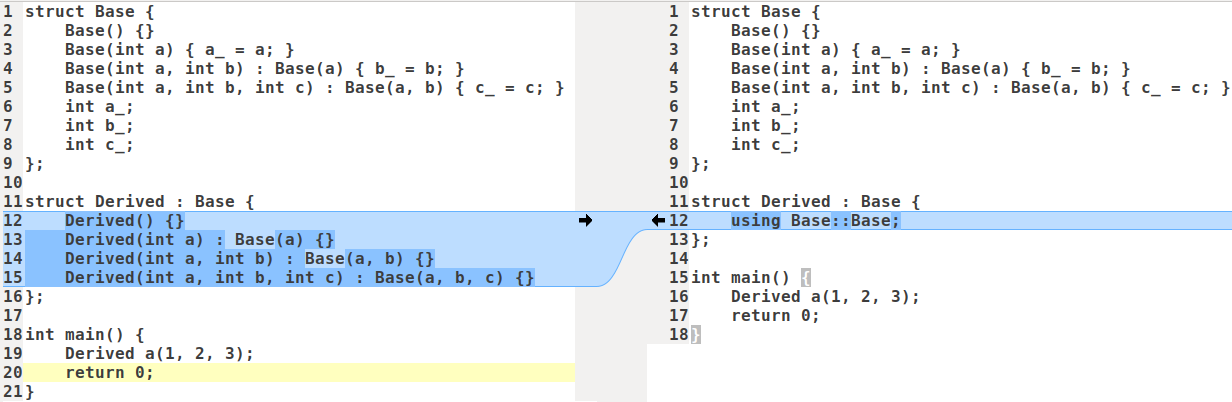 1 struct Base {
2     Base() {}
3     Base(int a) { a_ = a; }
4     Base(int a, int b) : Base(a) { b_ = b; }
5     Base(int a, int b, int c) : Base(a, b) { c_ = c; }
6     int a_;
7     int b_;
8     int c_;
9 };
10
11 struct Derived : Base {
12     Derived() {}
13     Derived(int a) : Base(a) {}
14     Derived(int a, int b) : Base(a, b) {}
15     Derived(int a, int b, int c) : Base(a, b, c) {}
16 };
17
18 int main() {
19     Derived a(1, 2, 3);
20     return 0;
21 }
1 struct Base {
2     Base() {}
3     Base(int a) { a_ = a; }
4     Base(int a, int b) : Base(a) { b_ = b; }
5     Base(int a, int b, int c) : Base(a, b) { c_ = c; }
6     int a_;
7     int b_;
8     int c_;
9 };
10
11 struct Derived : Base {
12     using Base::Base;
13 };
14
15 int main() {
16     Derived a(1, 2, 3);
17     return 0;
18 }